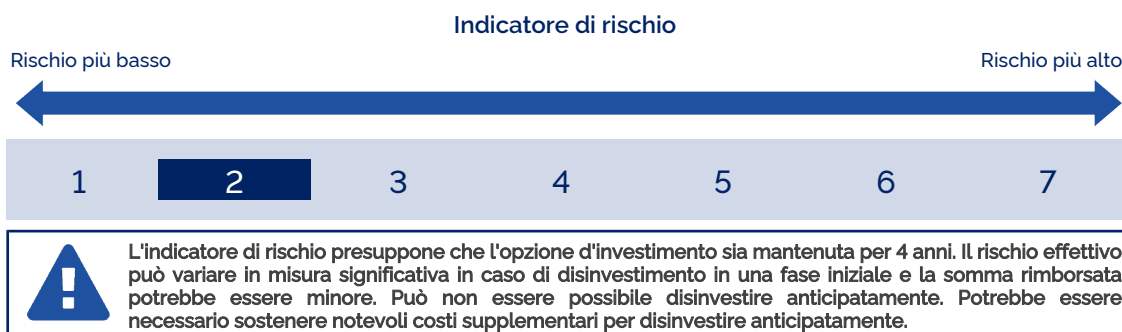 Indicatore di rischio
Rischio più basso
Rischio più alto
1 2 3 4 5 6 7
L'indicatore di rischio presuppone che l'opzione d'investimento sia mantenuta per 4 anni. Il rischio effettivo
può variare in misura significativa in caso di disinvestimento in una fase iniziale e la somma rimborsata
potrebbe essere minore. Può non essere possibile disinvestire anticipatamente. Potrebbe essere
necessario sostenere notevoli costi supplementari per disinvestire anticipatamente.